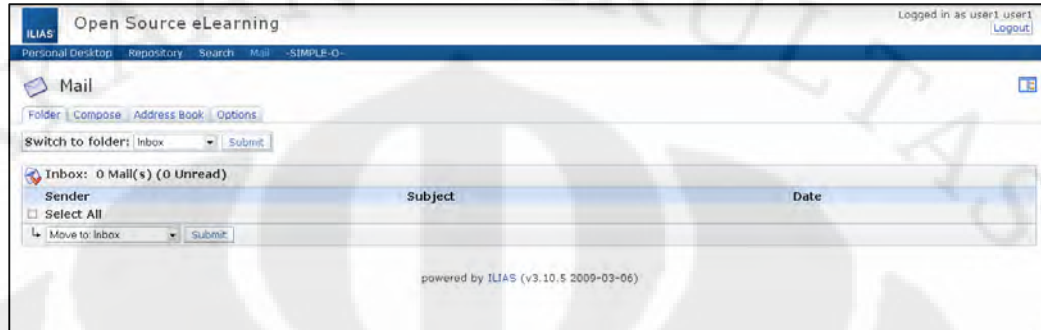 ILIAS
Open Source eLearning
Logged in as user1 user1
Logout
Personal Desktop Repository Search Mail -SIMPLE-O-
Mail
Folder Compose Address Book Options
Switch to folder: Inbox Submit
Inbox: 0 Mail(s) (0 Unread)
Sender Subject Date
Select All
Move to: Inbox Submit
powered by ILIAS (v3.10.5 2009-03-06)